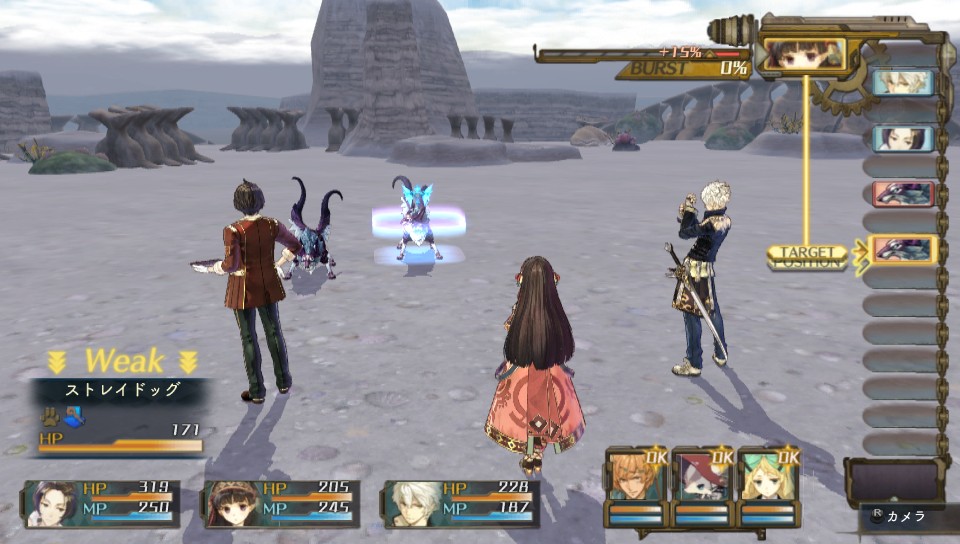 +15%
BURST 0%
TARGET
POSITION
Weak
ストレイドッグ
171
HP
HP 319
MP 250
HP 205
MP 245
HP 228
MP 187
OK
OK
OK
R カメラ